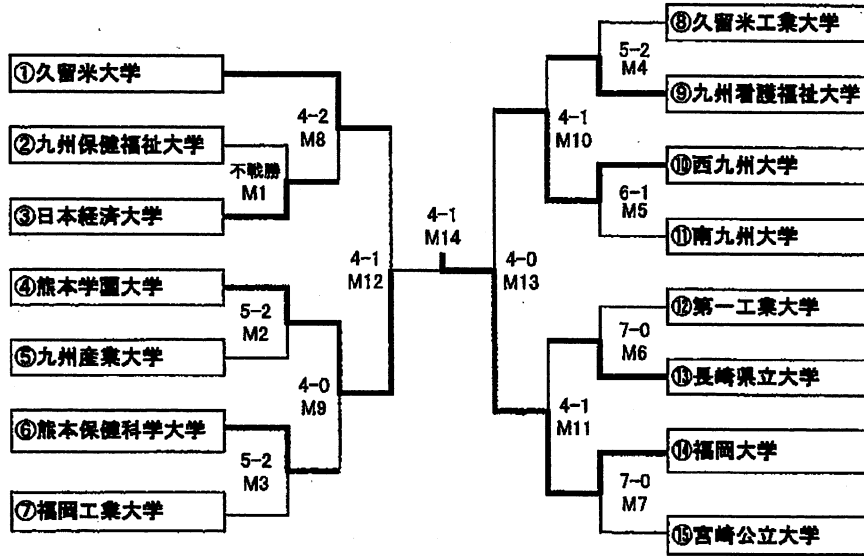 ①久留米大学
②九州保健福祉大学
③日本経済大学
④熊本学園大学
⑤九州産業大学
⑥熊本保健科学大学
⑦福岡工業大学
不戦勝
M1
5-2
M2
5-2
M3
4-2
M8
4-0
M9
4-1
M12
4-1
M14
4-0
M13
4-1
M10
4-1
M11
5-2
M4
6-1
M5
7-0
M6
7-0
M7
⑧久留米工業大学
⑨九州看護福祉大学
⑩西九州大学
⑪南九州大学
⑫第一工業大学
⑬長崎県立大学
⑭福岡大学
⑮宮崎公立大学